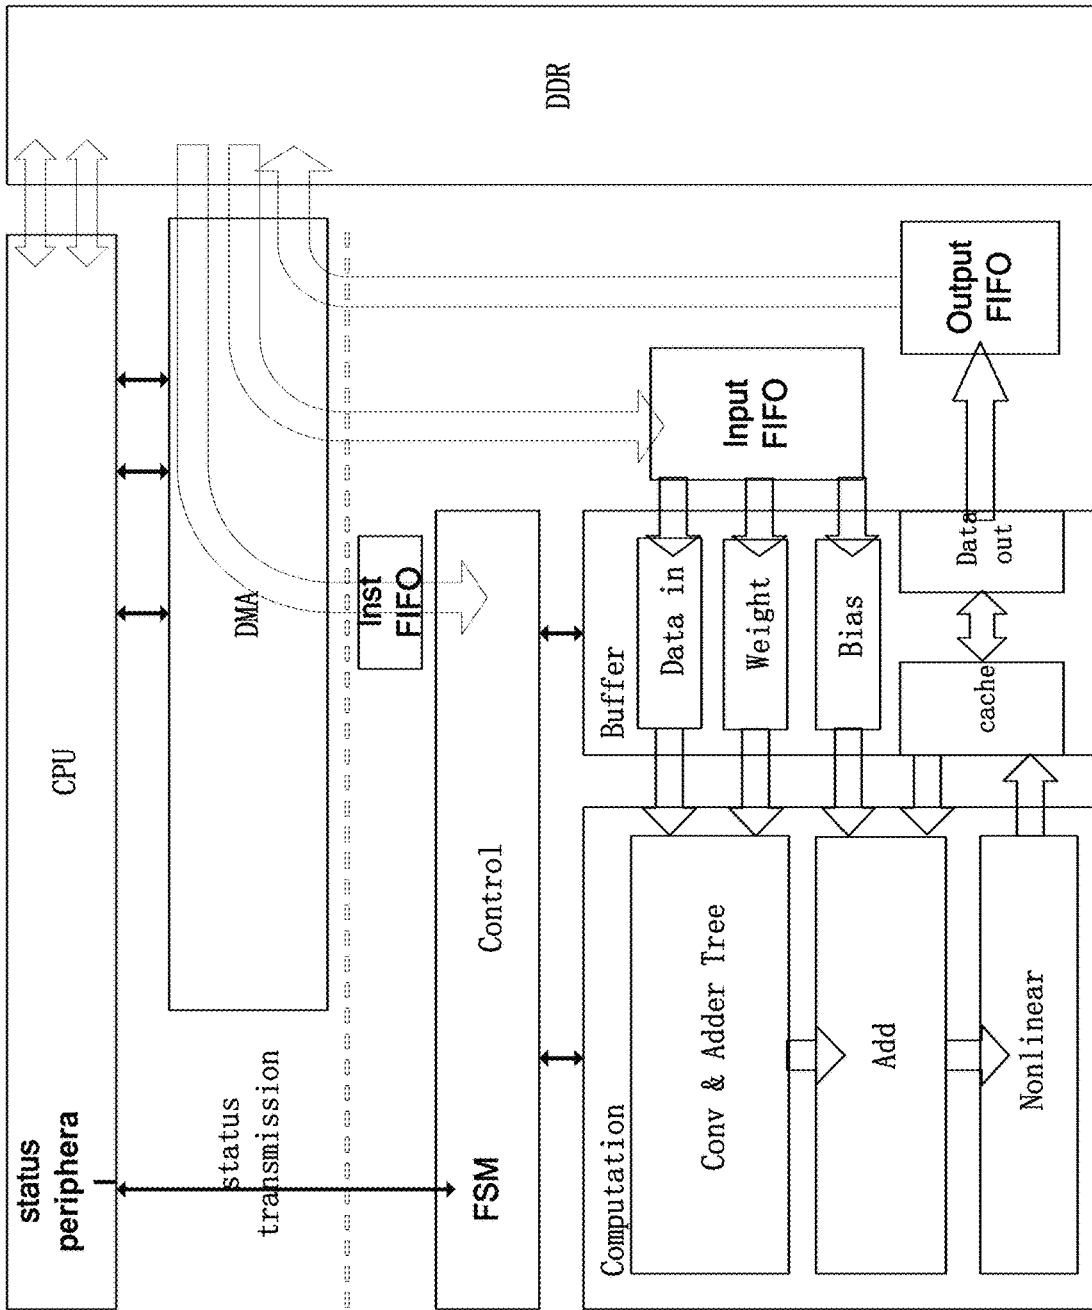 DDR
CPU
status
periphera
l
DMA
status
transmission
Inst
FIFO
Control
FSM
Input
FIFO
Output
FIFO
Buffer
Data in
Weight
Bias
cache
Data
out
Computation
Conv & Adder Tree
Add
Nonlinear